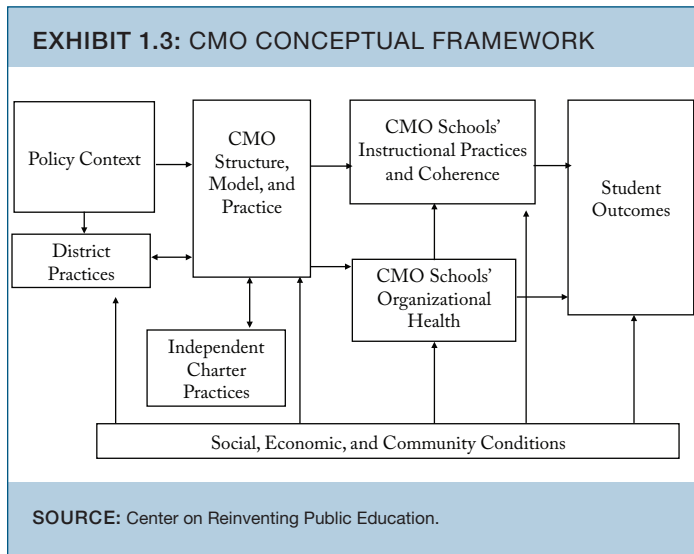 EXHIBIT 1.3: CMO CONCEPTUAL FRAMEWORK
Policy Context
CMO
Structure,
Model, and
Practice
CMO Schools'
Instructional Practices
and Coherence
Student
Outcomes
District
Practices
CMO Schools'
Organizational
Health
Independent
Charter
Practices
Social, Economic, and Community Conditions
SOURCE: Center on Reinventing Public Education.